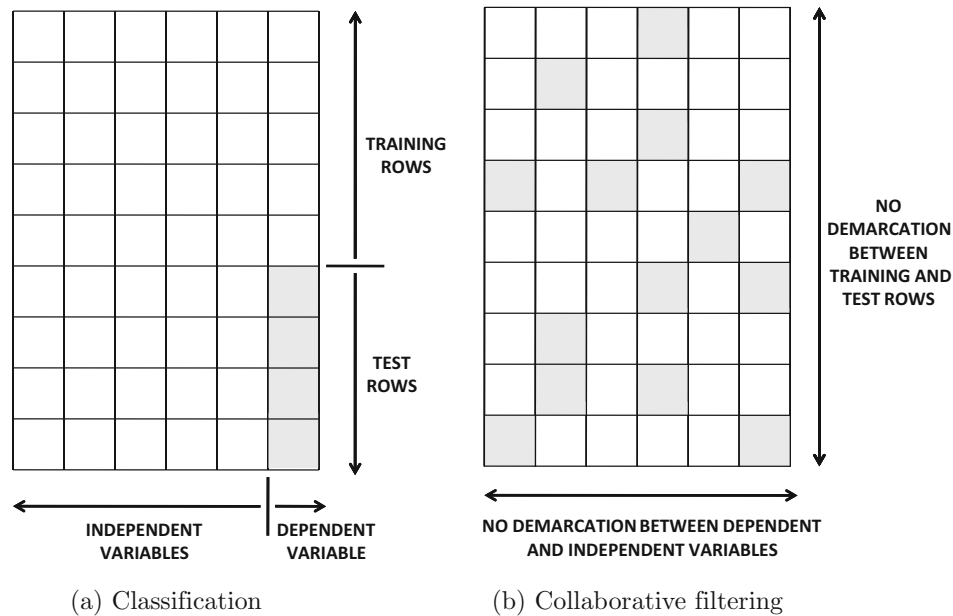 TRAINING
ROWS
TEST
ROWS
INDEPENDENT
VARIABLES
DEPENDENT
VARIABLE
(a) Classification
NO
DEMARCATION
BETWEEN
TRAINING AND
TEST ROWS
NO DEMARCATION BETWEEN DEPENDENT
AND INDEPENDENT VARIABLES
(b) Collaborative filtering